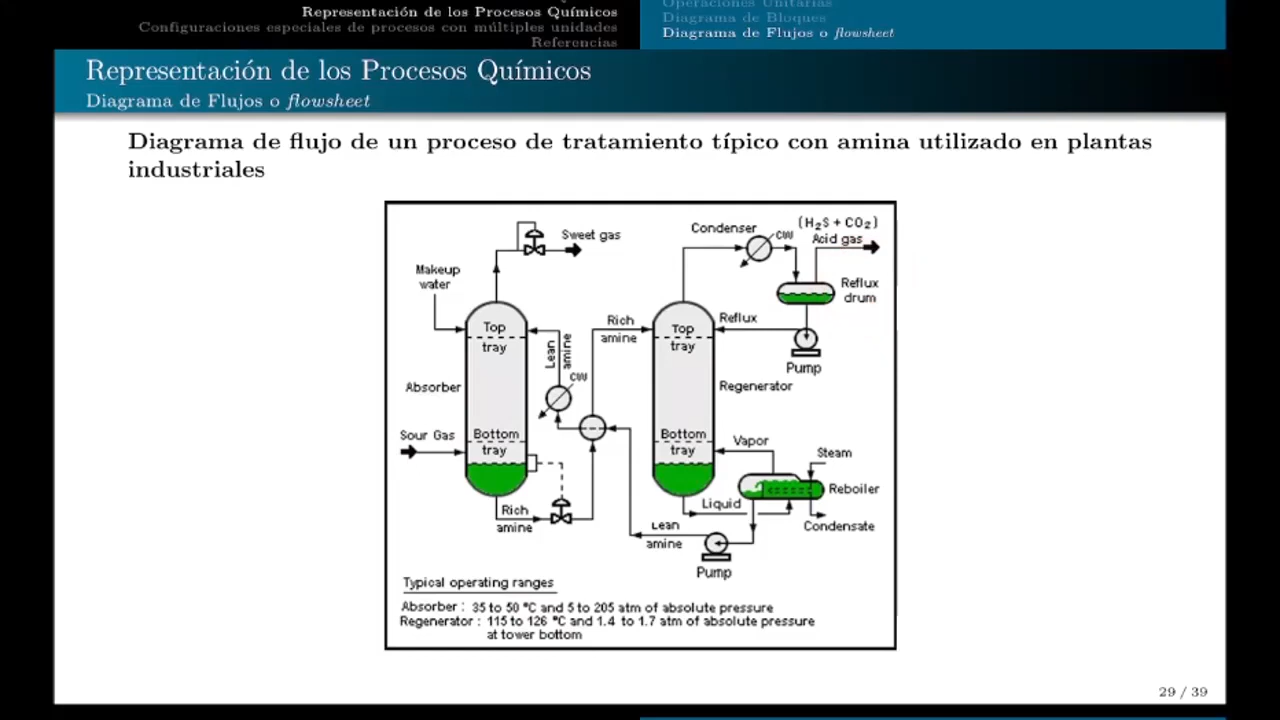 Representación de los Procesos Químicos
Configuraciones especiales de procesos con múltiples unidades
Referencias
Operaciones Unitarias
Diagrama de Bloques
Diagrama de Flujos o flowsheet
Representación de los Procesos Químicos
Diagrama de Flujos o flowsheet
Diagrama de flujo de un proceso de tratamiento típico con amina utilizado en plantas
industriales
Sweet gas
Condenser
CW
(H₂S + CO₂)
Acid gas
Makeup
water
Reflux
drum
Top
tray
Lean
amine
Rich
amine
Top
tray
Reflux
Pump
CW
Absorber
Regenerator
Sour Gas
Bottom
tray
Bottom
tray
Vapor
Steam
Reboiler
Rich
amine
Liquid
Condensate
Lean
amine
Pump
Typical operating ranges
Absorber : 35 to 50 °C and 5 to 205 atm of absolute pressure
Regenerator : 115 to 126 °C and 1.4 to 1.7 atm of absolute pressure
at tower bottom
29 / 39